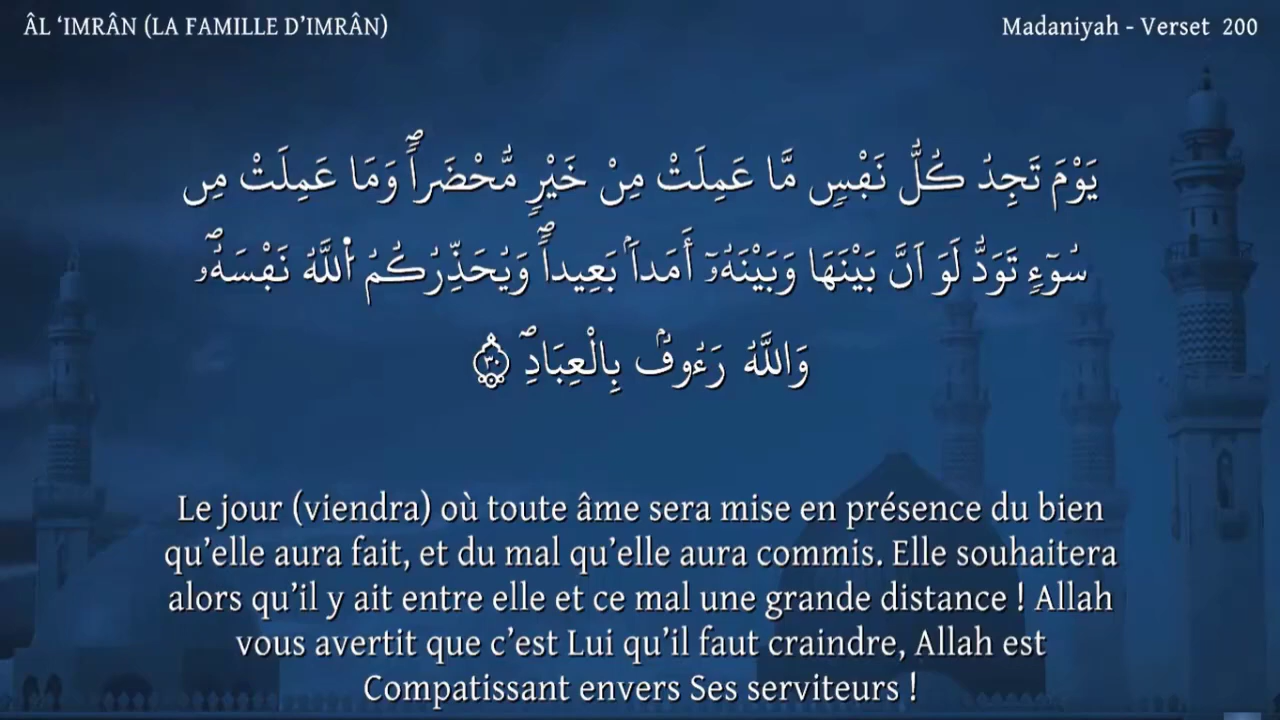 ÂL ‘IMRÂN (LA FAMILLE D’IMRÂN)
Madaniyah - Verset 200
يَوْمَ تَجِدُ كُلُّ نَفْسٖ مَّا عَمِلَتْ مِنْ خَيْرٖ مُّحْضَراٗۖ وَمَا عَمِلَتْ مِن
سُوٓءٖ تَوَدُّ لَوَ اَنَّ بَيْنَهَا وَبَيْنَهُۥٓ أَمَداَۢ بَعِيداٗۖ وَيُحَذِّرُكُمُ اُ۬للَّهُ نَفْسَهُۥۖ
وَاللَّهُ رَءُوفُۢ بِالْعِبَادِۖ ۝٣٠
Le jour (viendra) où toute âme sera mise en présence du bien
qu’elle aura fait, et du mal qu’elle aura commis. Elle souhaitera
alors qu’il y ait entre elle et ce mal une grande distance ! Allah
vous avertit que c’est Lui qu’il faut craindre, Allah est
Compatissant envers Ses serviteurs !